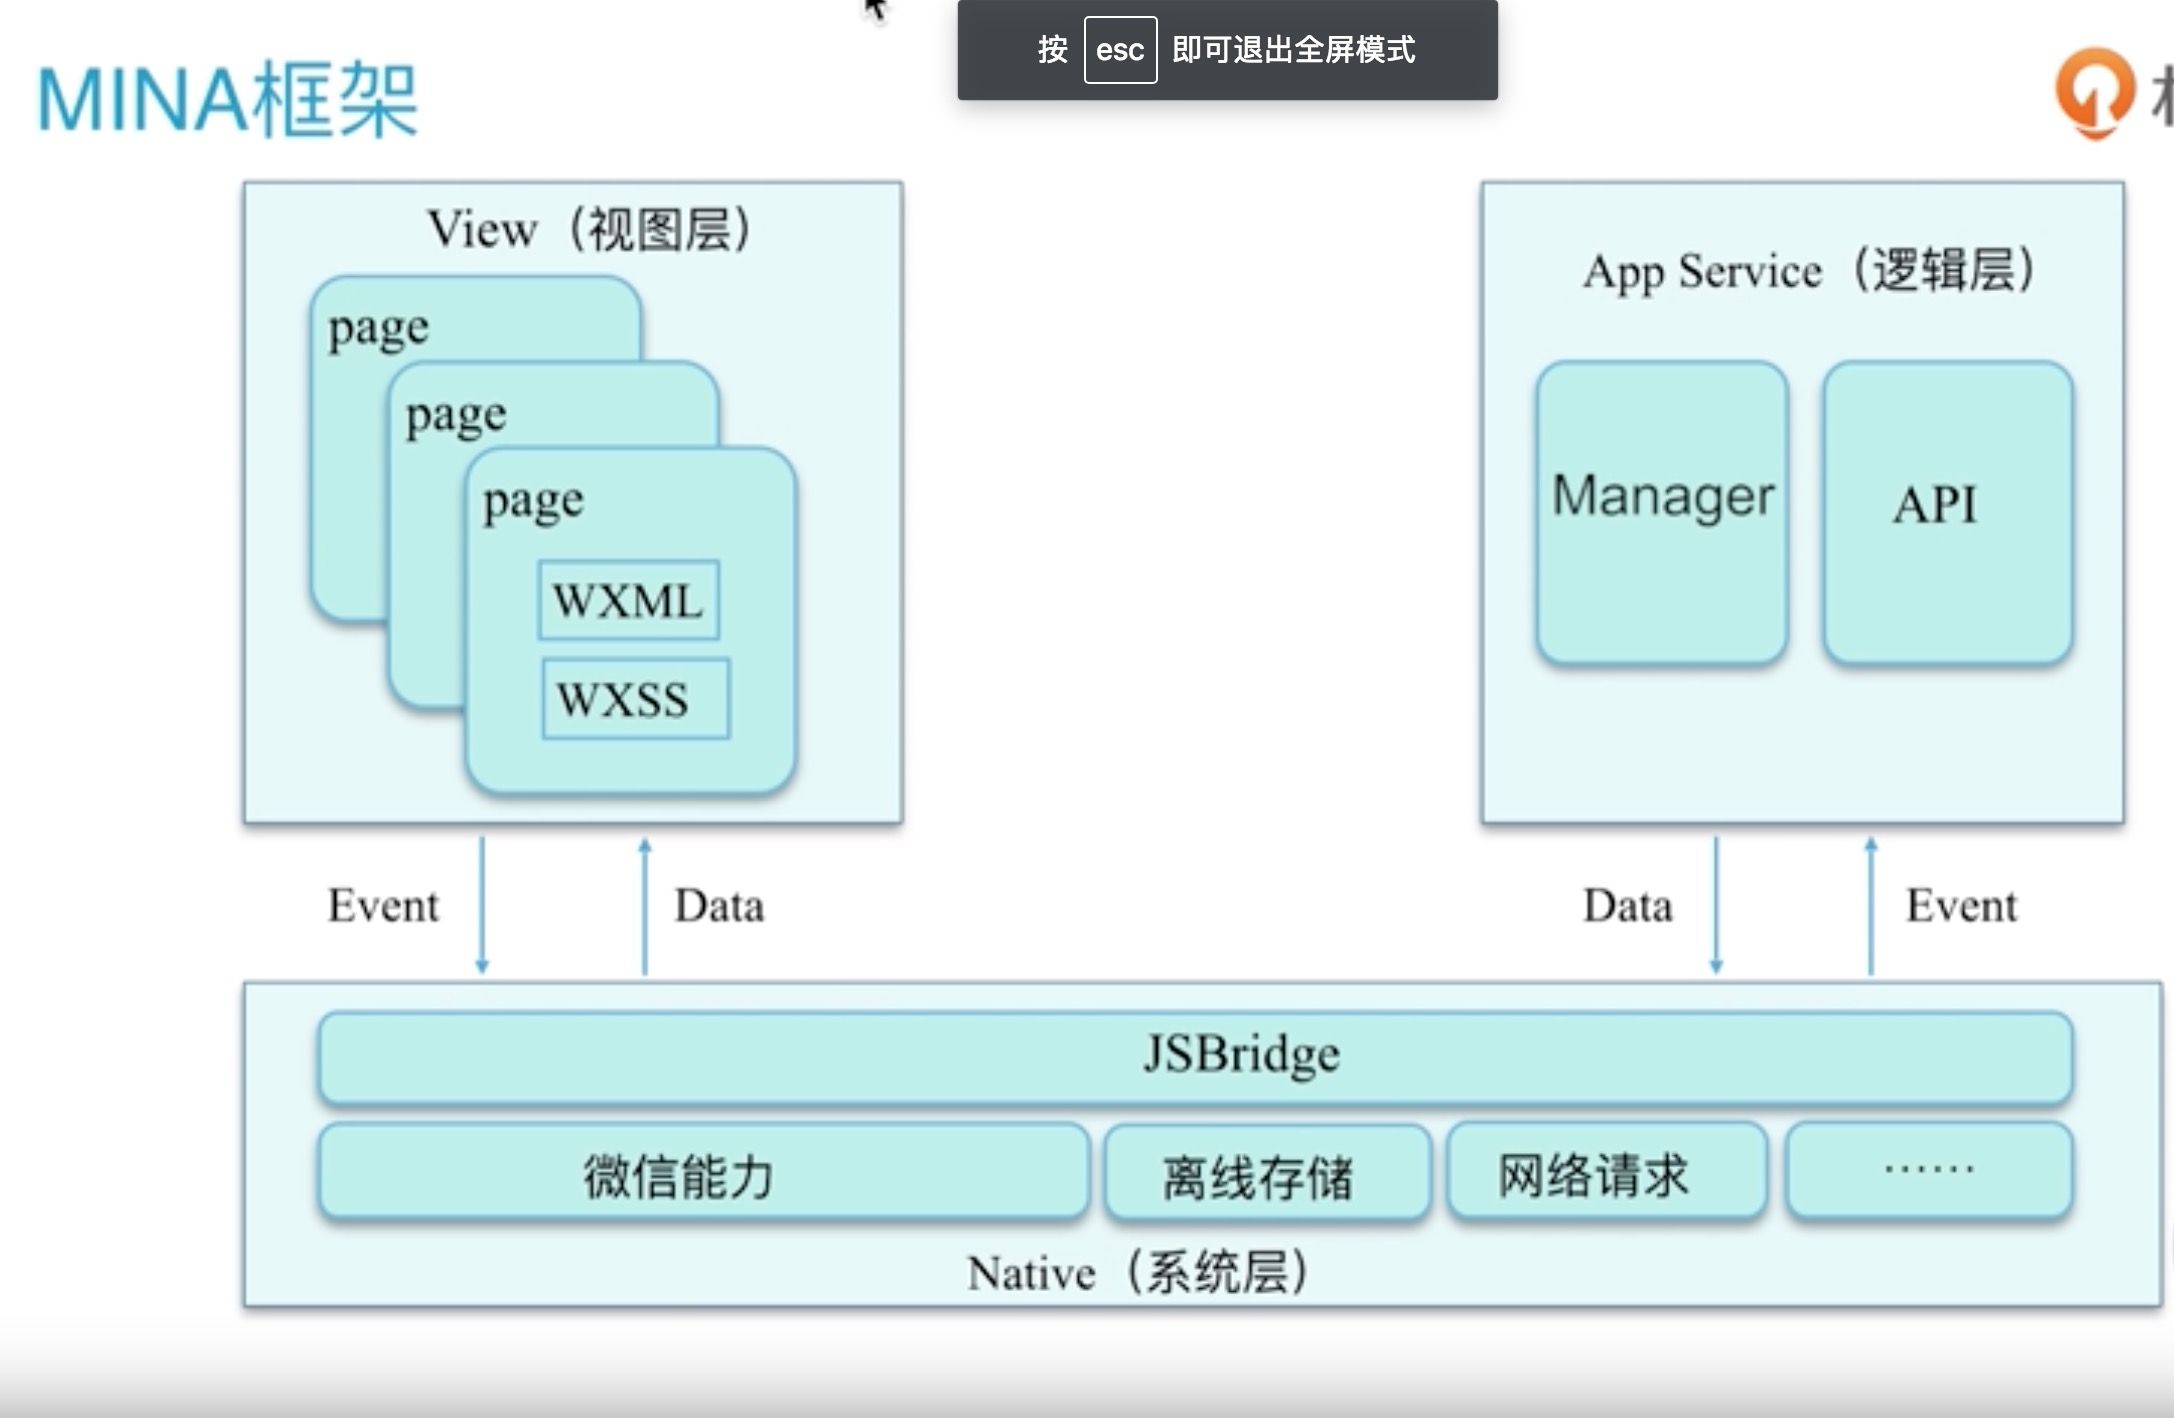 按 esc 即可退出全屏模式
MINA框架
View（视图层）
page
page
page
WXML
WXSS
App Service（逻辑层）
Manager
API
Event
Data
Data
Event
JSBridge
微信能力
离线存储
网络请求
……
Native（系统层）